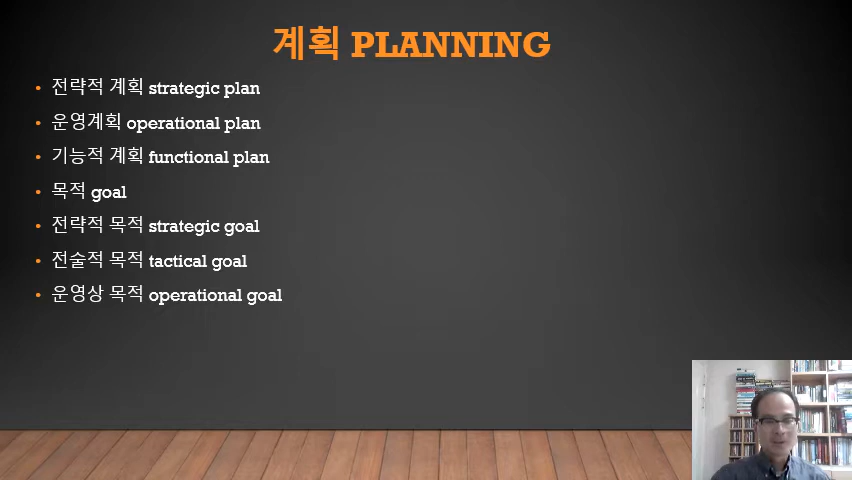 계획 PLANNING
전략적 계획 strategic plan
운영계획 operational plan
기능적 계획 functional plan
목적 goal
전략적 목적 strategic goal
전술적 목적 tactical goal
운영상 목적 operational goal